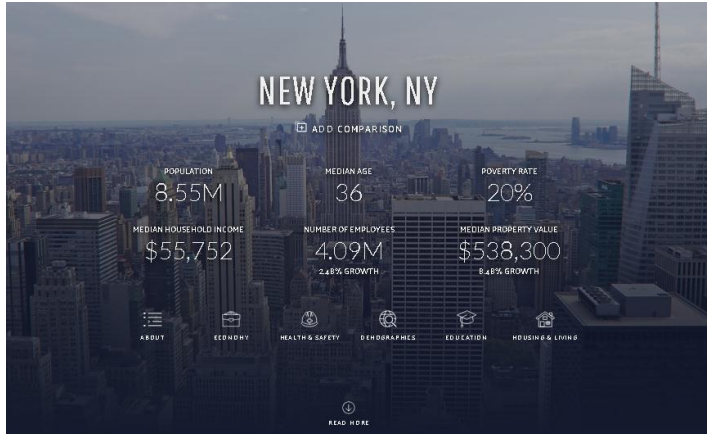 NEW YORK, NY
ADD COMPARISON
POPULATION
8.55M
MEDIAN AGE
36
POVERTY RATE
20%
MEDIAN HOUSEHOLD INCOME
$55,752
NUMBER OF EMPLOYEES
4.09M
2.48% GROWTH
MEDIAN PROPERTY VALUE
$538,300
8.48% GROWTH
ABOUT
ECONOMY
HEALTH & SAFETY
DEMOGRAPHICS
EDUCATION
HOUSING & LIVING
READ MORE